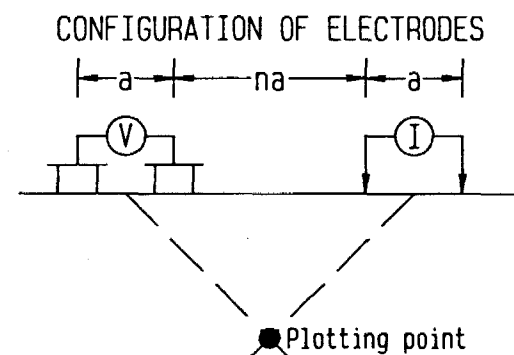 CONFIGURATION OF ELECTRODES
a na a
V I
Plotting point